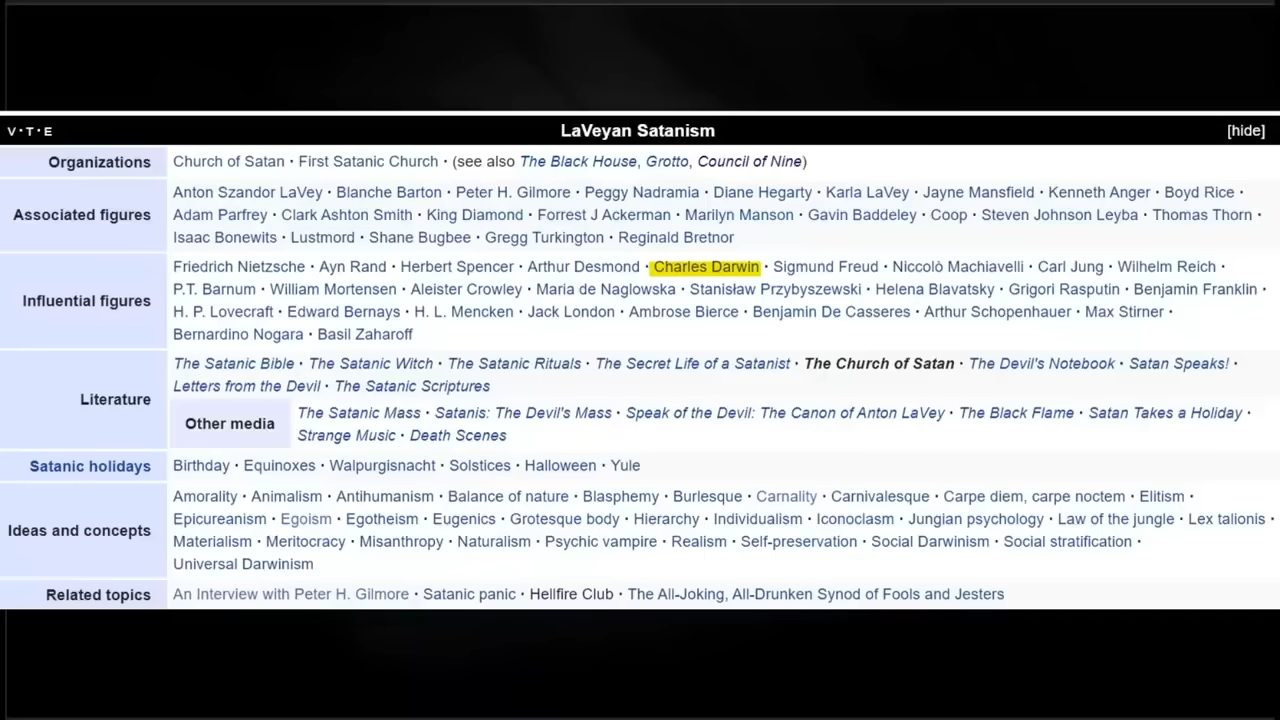 V · T · E
LaVeyan Satanism
[hide]
Organizations
Church of Satan · First Satanic Church · (see also The Black House, Grotto, Council of Nine)
Associated figures
Anton Szandor LaVey · Blanche Barton · Peter H. Gilmore · Peggy Nadramia · Diane Hegarty · Karla LaVey · Jayne Mansfield · Kenneth Anger · Boyd Rice ·
Adam Parfrey · Clark Ashton Smith · King Diamond · Forrest J Ackerman · Marilyn Manson · Gavin Baddeley · Coop · Steven Johnson Leyba · Thomas Thorn ·
Isaac Bonewits · Lustmord · Shane Bugbee · Gregg Turkington · Reginald Bretnor
Influential figures
Friedrich Nietzsche · Ayn Rand · Herbert Spencer · Arthur Desmond · Charles Darwin · Sigmund Freud · Niccolò Machiavelli · Carl Jung · Wilhelm Reich ·
P.T. Barnum · William Mortensen · Aleister Crowley · Maria de Naglowska · Stanisław Przybyszewski · Helena Blavatsky · Grigori Rasputin · Benjamin Franklin ·
H. P. Lovecraft · Edward Bernays · H. L. Mencken · Jack London · Ambrose Bierce · Benjamin De Casseres · Arthur Schopenhauer · Max Stirner ·
Bernardino Nogara · Basil Zaharoff
Literature
The Satanic Bible · The Satanic Witch · The Satanic Rituals · The Secret Life of a Satanist · The Church of Satan · The Devil's Notebook · Satan Speaks! ·
Letters from the Devil · The Satanic Scriptures
Other media
The Satanic Mass · Satanis: The Devil's Mass · Speak of the Devil: The Canon of Anton LaVey · The Black Flame · Satan Takes a Holiday ·
Strange Music · Death Scenes
Satanic holidays
Birthday · Equinoxes · Walpurgisnacht · Solstices · Halloween · Yule
Ideas and concepts
Amorality · Animalism · Antihumanism · Balance of nature · Blasphemy · Burlesque · Carnality · Carnivalesque · Carpe diem, carpe noctem · Elitism ·
Epicureanism · Egoism · Egotheism · Eugenics · Grotesque body · Hierarchy · Individualism · Iconoclasm · Jungian psychology · Law of the jungle · Lex talionis ·
Materialism · Meritocracy · Misanthropy · Naturalism · Psychic vampire · Realism · Self-preservation · Social Darwinism · Social stratification ·
Universal Darwinism
Related topics
An Interview with Peter H. Gilmore · Satanic panic · Hellfire Club · The All-Joking, All-Drunken Synod of Fools and Jesters